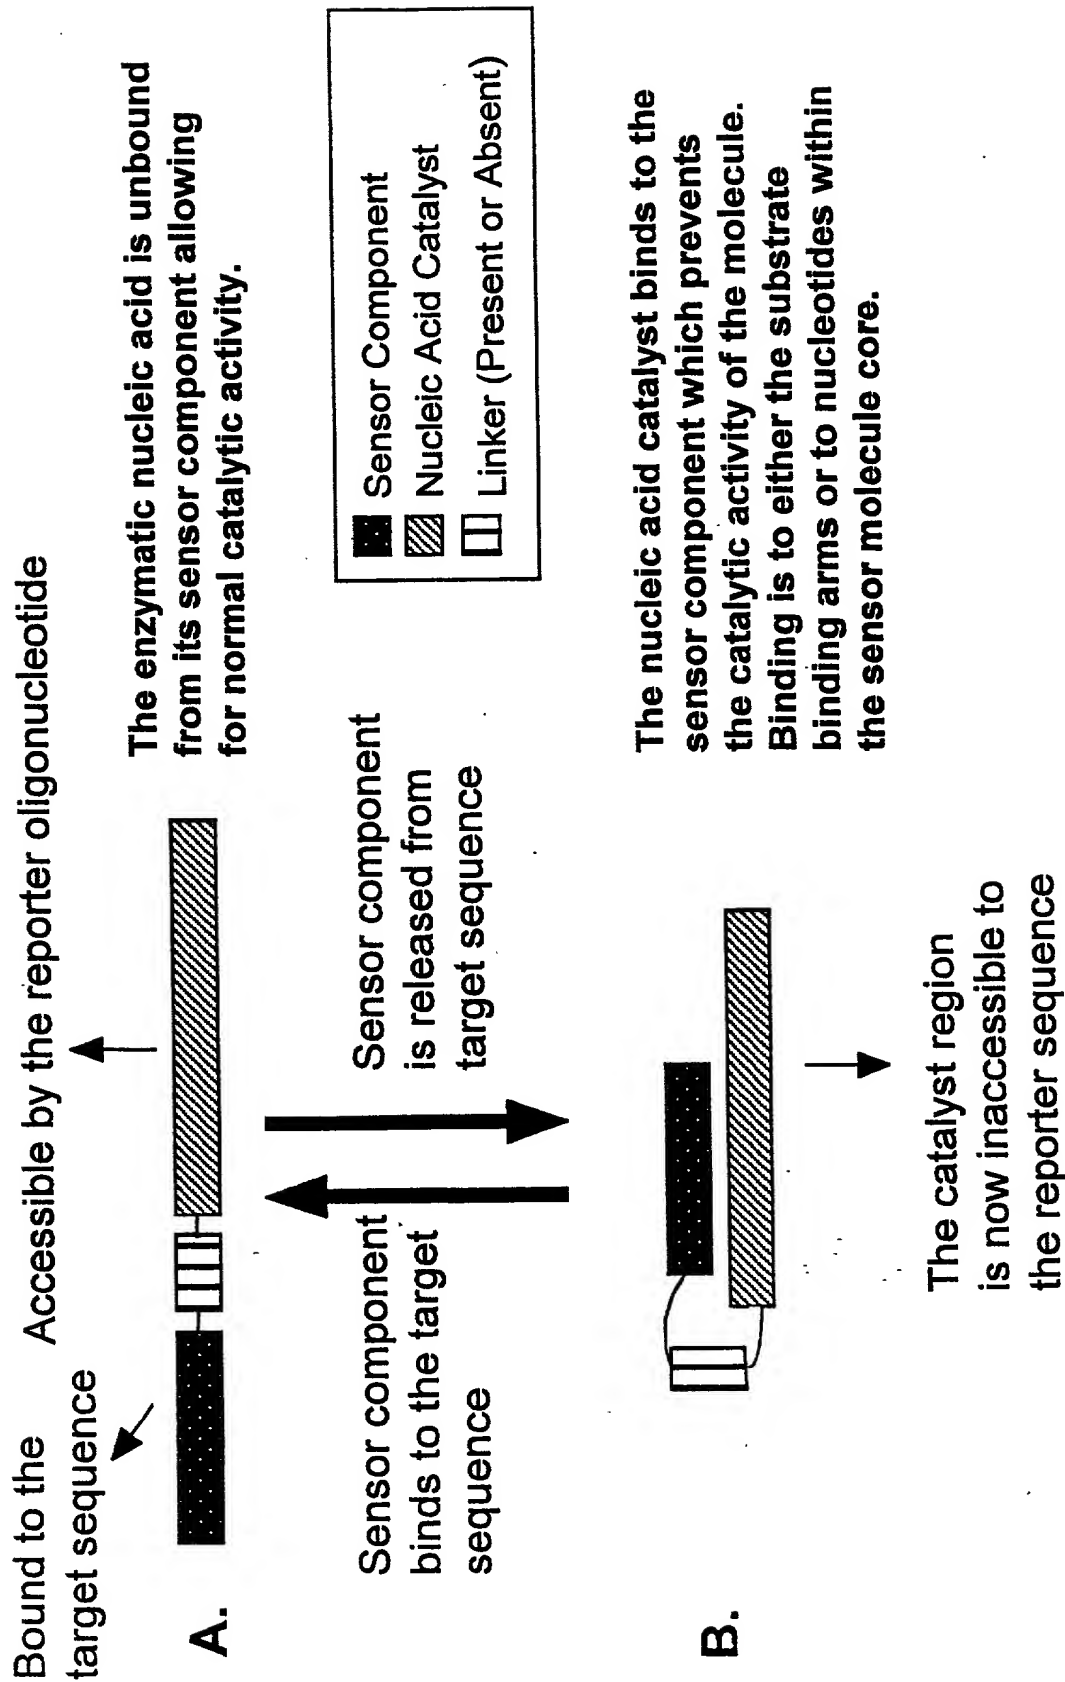 Bound to the
target sequence
Accessible by the reporter oligonucleotide
A.
The enzymatic nucleic acid is unbound
from its sensor component allowing
for normal catalytic activity.
Sensor component
binds to the target
sequence
Sensor component
is released from
target sequence
Sensor Component
Nucleic Acid Catalyst
Linker (Present or Absent)
B.
The nucleic acid catalyst binds to the
sensor component which prevents
the catalytic activity of the molecule.
Binding is to either the substrate
binding arms or to nucleotides within
the sensor molecule core.
The catalyst region
is now inaccessible to
the reporter sequence